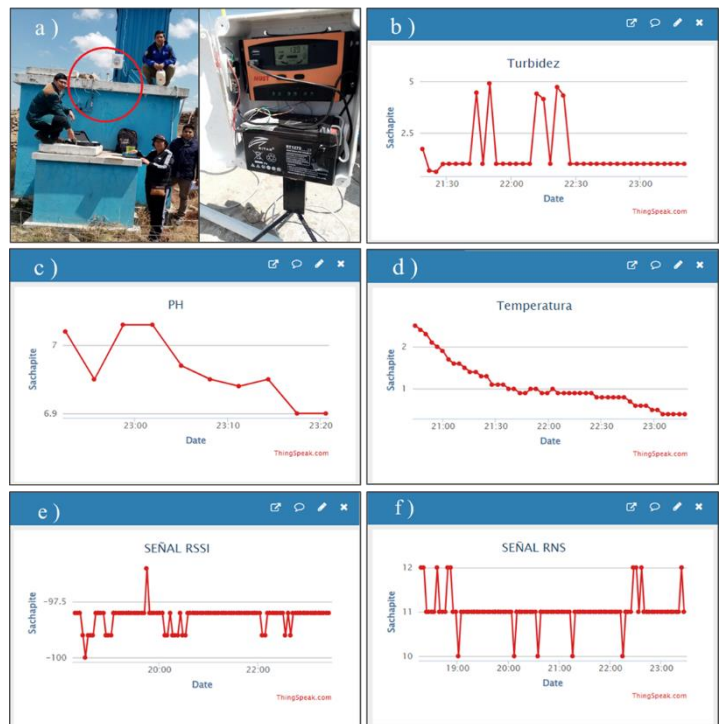 a )
MUST
RITAR
b )
Turbidez
Sachapite
5
2.5
21:30 22:00 22:30 23:00
Date
ThingSpeak.com
c )
PH
Sachapite
7
6.9
23:00 23:10 23:20
Date
ThingSpeak.com
d )
Temperatura
Sachapite
2
1
21:00 21:30 22:00 22:30 23:00
Date
ThingSpeak.com
e )
SEÑAL RSSI
Sachapite
-97.5
-100
20:00 22:00
Date
ThingSpeak.com
f )
SEÑAL RNS
Sachapite
12
11
10
19:00 20:00 21:00 22:00 23:00
Date
ThingSpeak.com